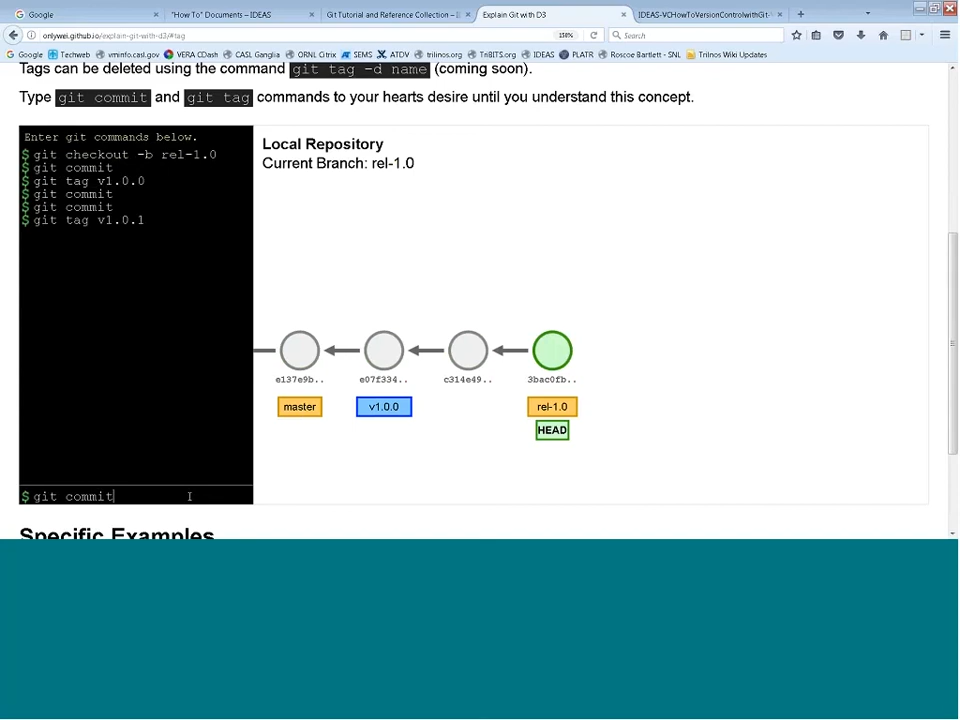 Google
"How To" Documents – IDEAS
Git Tutorial and Reference Collection – I
Explain Git with D3
IDEAS-VCHowToVersionControlwithGit-
onlywei.github.io/explain-git-with-d3/#tag
150%
Search
Google
Techweb
vminfo.casl.gov
VERA CDash
CASL Ganglia
ORNL Citrix
SEMS
ATDV
trilinos.org
TriBITS.org
IDEAS
PLATR
Roscoe Bartlett - SNL
Trilnos Wiki Updates
Tags can be deleted using the command git tag -d name (coming soon).
Type git commit and git tag commands to your hearts desire until you understand this concept.
Enter git commands below.
$ git checkout -b rel-1.0
$ git commit
$ git tag v1.0.0
$ git commit
$ git commit
$ git tag v1.0.1
$ git commit
Local Repository
Current Branch: rel-1.0
e137e9b..
e07f334..
c314e49..
3bac0fb..
master
v1.0.0
rel-1.0
HEAD
Specific Examples